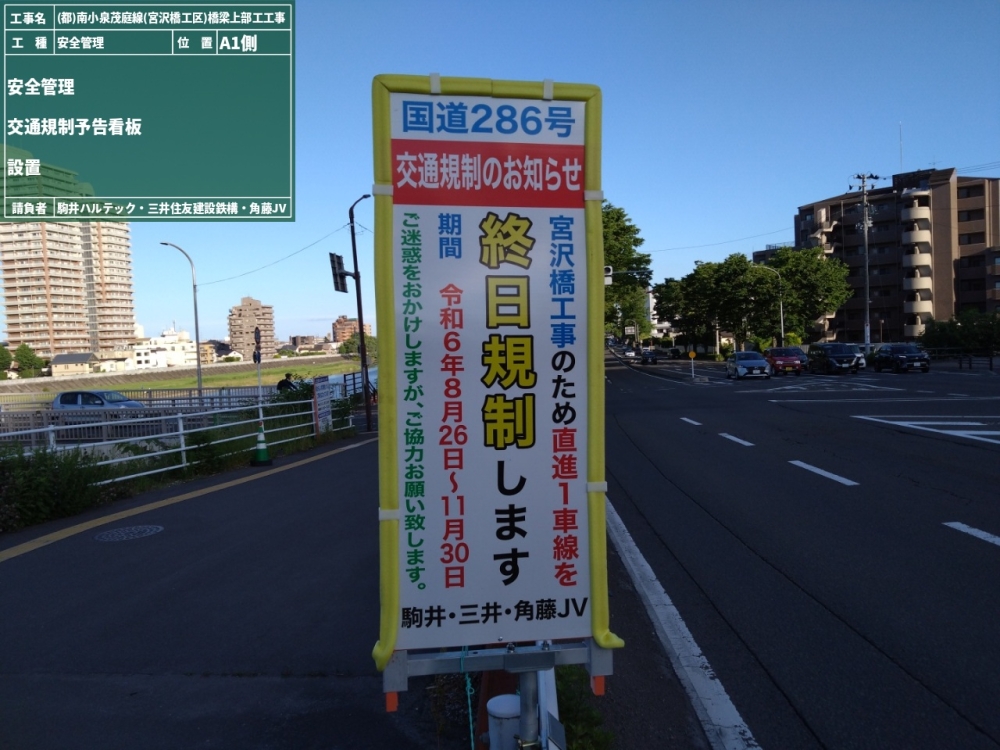 工事名 (都)南小泉茂庭線(宮沢橋工区)橋梁上部工工事
工 種 安全管理 位 置 A1側
安全管理
交通規制予告看板
設置
請負者 駒井ハルテック・三井住友建設鉄構・角藤JV
国道286号
交通規制のお知らせ
宮沢橋工事のため直進1車線を
終日規制します
期間 令和6年8月26日～11月30日
ご迷惑をおかけしますが、ご協力お願い致します。
駒井・三井・角藤JV